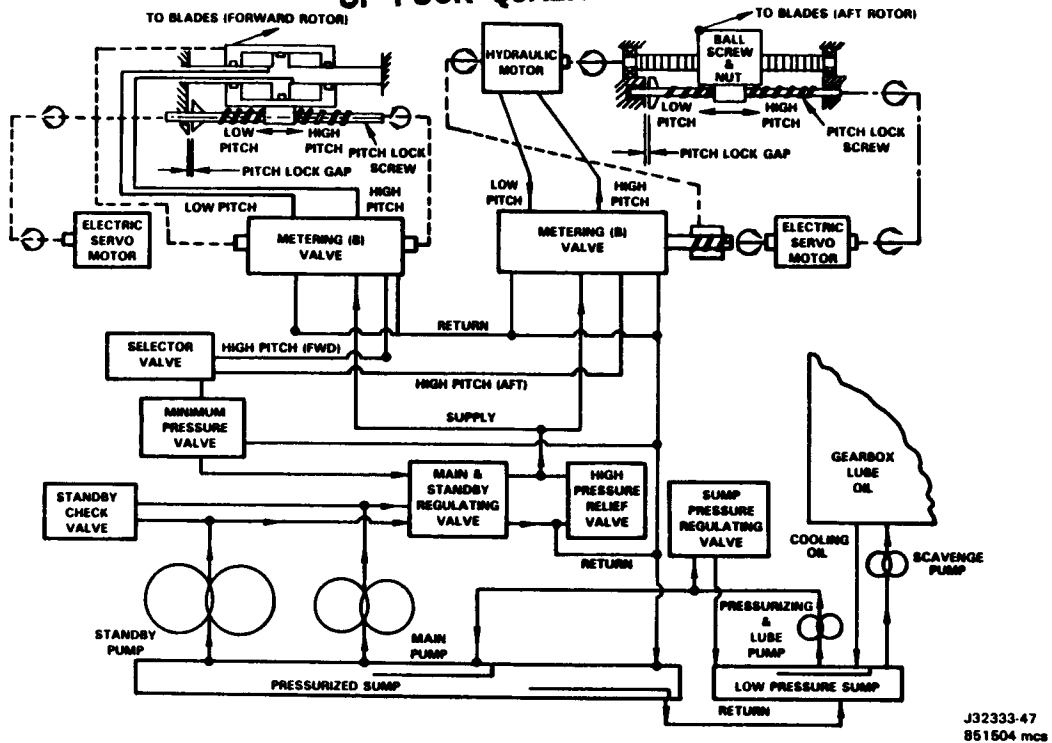 OF POOR QUALI
TO BLADES (FORWARD ROTOR)
TO BLADES (AFT ROTOR)
HYDRAULIC
MOTOR
BALL
SCREW
&
NUT
LOW
PITCH
HIGH
PITCH
PITCH LOCK
SCREW
PITCH LOCK GAP
LOW
PITCH
HIGH
PITCH
PITCH LOCK
SCREW
PITCH LOCK GAP
LOW PITCH
HIGH
PITCH
LOW
PITCH
HIGH
PITCH
ELECTRIC
SERVO
MOTOR
METERING (B)
VALVE
METERING (B)
VALVE
ELECTRIC
SERVO
MOTOR
RETURN
SELECTOR
VALVE
HIGH PITCH (FWD)
HIGH PITCH (AFT)
MINIMUM
PRESSURE
VALVE
SUPPLY
GEARBOX
LUBE
OIL
STANDBY
CHECK
VALVE
MAIN &
STANDBY
REGULATING
VALVE
HIGH
PRESSURE
RELIEF
VALVE
SUMP
PRESSURE
REGULATING
VALVE
COOLING
OIL
SCAVENGE
PUMP
RETURN
STANDBY
PUMP
MAIN
PUMP
PRESSURIZING
&
LUBE
PUMP
PRESSURIZED SUMP
LOW PRESSURE SUMP
RETURN
J32333-47
851504 mcs